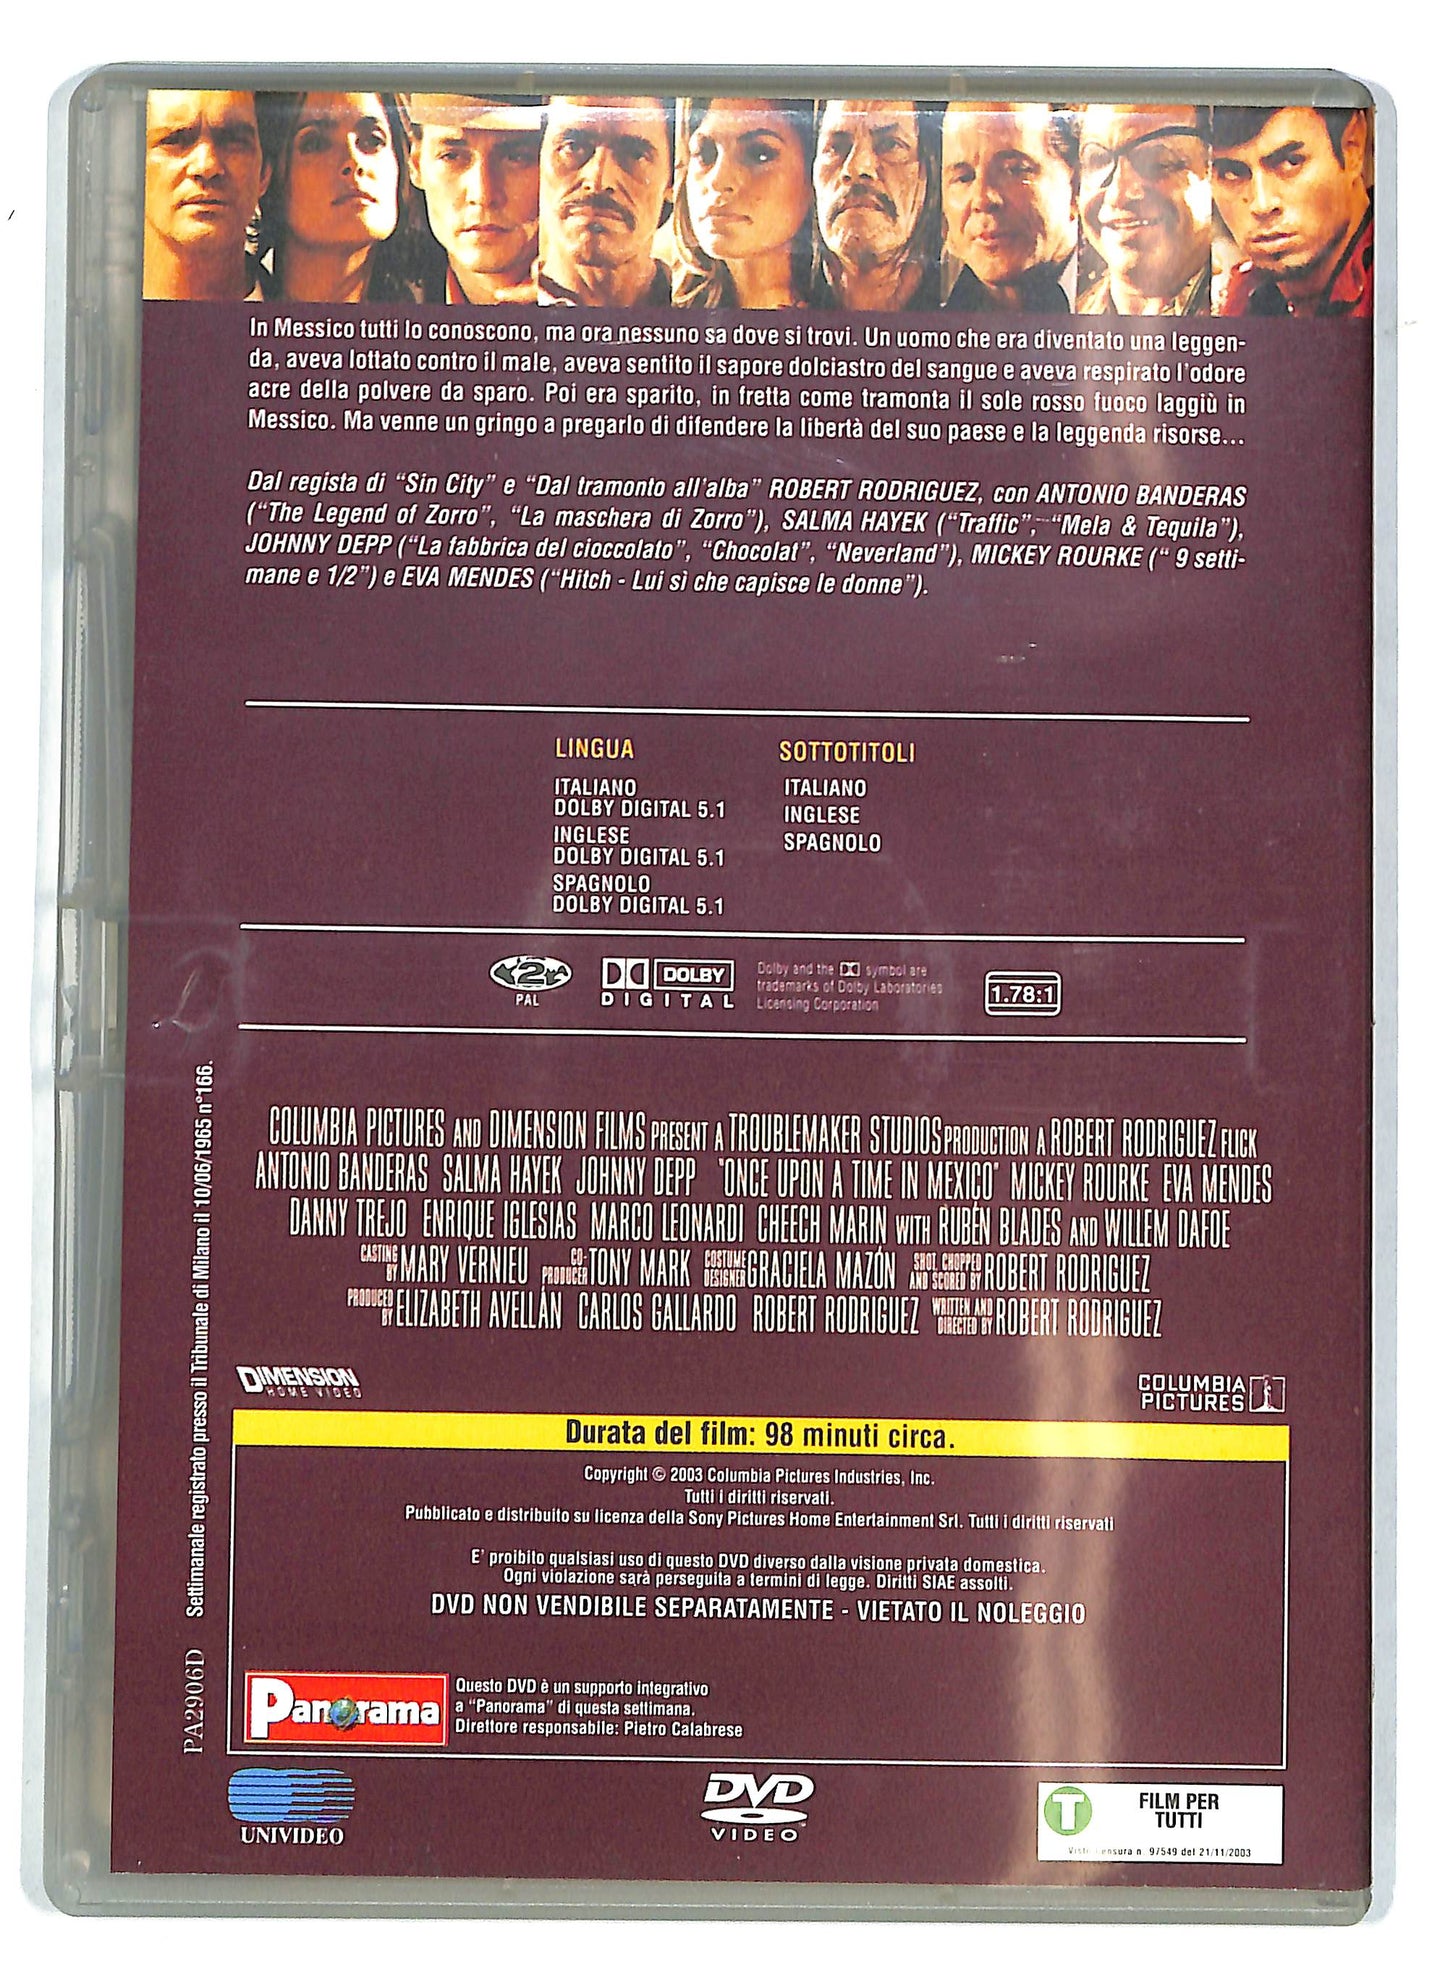 In Messico tutti lo conoscono, ma ora nessuno sa dove si trovi. Un uomo che era diventato una leggen-
da, aveva lottato contro il male, aveva sentito il sapore dolciastro del sangue e aveva respirato l'odore
acre della polvere da sparo. Poi era sparito, in fretta come tramonta il sole rosso fuoco laggiù in
Messico. Ma venne un gringo a pregarlo di difendere la libertà del suo paese e la leggenda risorse...
Dal regista di "Sin City" e "Dal tramonto all'alba" ROBERT RODRIGUEZ, con ANTONIO BANDERAS
("The Legend of Zorro", "La maschera di Zorro"), SALMA HAYEK ("Traffic", "Mela & Tequila"),
JOHNNY DEPP ("La fabbrica del cioccolato", "Chocolat", "Neverland"), MICKEY ROURKE (" 9 setti-
mane e 1/2") e EVA MENDES ("Hitch - Lui sì che capisce le donne").
LINGUA
ITALIANO
DOLBY DIGITAL 5.1
INGLESE
DOLBY DIGITAL 5.1
SPAGNOLO
DOLBY DIGITAL 5.1
SOTTOTITOLI
ITALIANO
INGLESE
SPAGNOLO
2
PAL
DOLBY
DIGITAL
Dolby and the DD symbol are
trademarks of Dolby Laboratories
Licensing Corporation
1.78:1
COLUMBIA PICTURES AND DIMENSION FILMS PRESENT A TROUBLEMAKER STUDIOS PRODUCTION A ROBERT RODRIGUEZ FLICK
ANTONIO BANDERAS SALMA HAYEK JOHNNY DEPP "ONCE UPON A TIME IN MEXICO" MICKEY ROURKE EVA MENDES
DANNY TREJO ENRIQUE IGLESIAS MARCO LEONARDI CHEECH MARIN WITH RUBÉN BLADES AND WILLEM DAFOE
CASTING BY MARY VERNIEU CO-PRODUCER TONY MARK COSTUME DESIGNER GRACIELA MAZÓN SHOT, CHOPPED AND SCORED BY ROBERT RODRIGUEZ
PRODUCED BY ELIZABETH AVELLÁN CARLOS GALLARDO ROBERT RODRIGUEZ WRITTEN AND DIRECTED BY ROBERT RODRIGUEZ
DIMENSION
HOME VIDEO
COLUMBIA
PICTURES
Durata del film: 98 minuti circa.
Copyright © 2003 Columbia Pictures Industries, Inc.
Tutti i diritti riservati.
Pubblicato e distribuito su licenza della Sony Pictures Home Entertainment Srl. Tutti i diritti riservati
E' proibito qualsiasi uso di questo DVD diverso dalla visione privata domestica.
Ogni violazione sarà perseguita a termini di legge. Diritti SIAE assolti.
DVD NON VENDIBILE SEPARATAMENTE - VIETATO IL NOLEGGIO
Panorama
Questo DVD è un supporto integrativo
a "Panorama" di questa settimana.
Direttore responsabile: Pietro Calabrese
UNIVIDEO
DVD
VIDEO
T
FILM PER
TUTTI
Visto censura n. 97549 del 21/11/2003
PA2906D
Settimanale registrato presso il Tribunale di Milano il 10/06/1965 n°166.